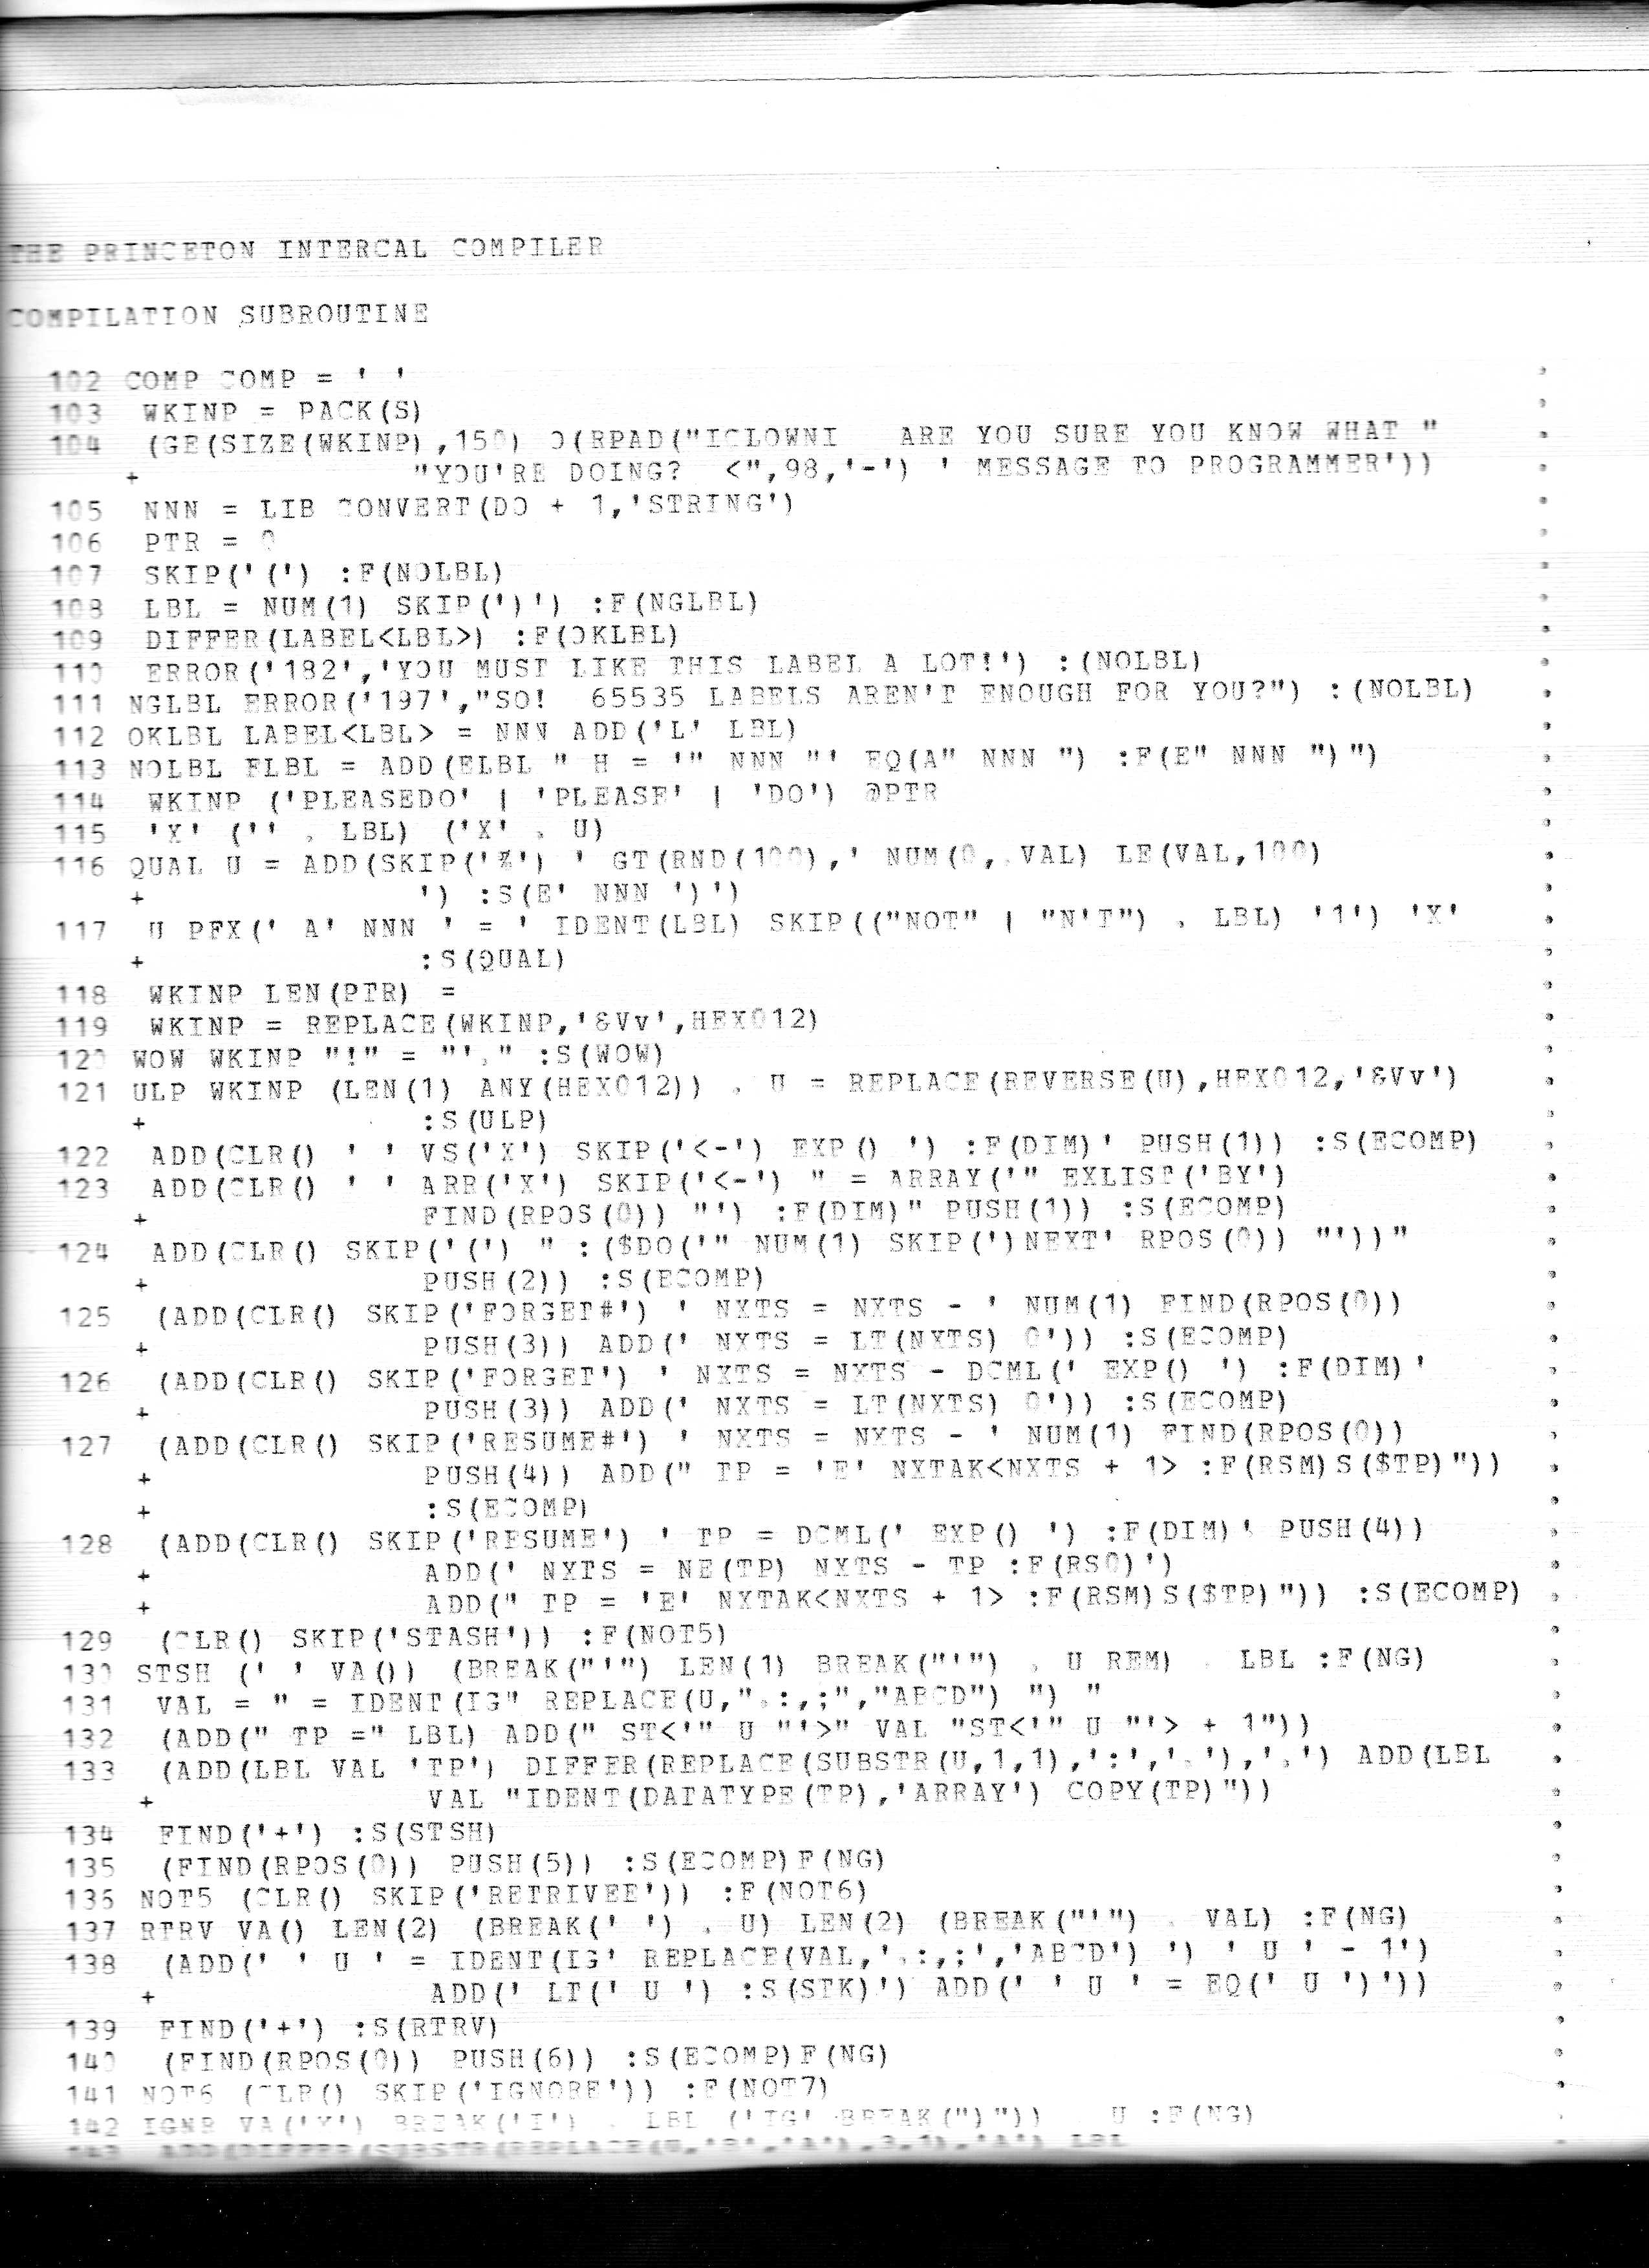 THE PRINCETON INTERCAL COMPILER
COMPILATION SUBROUTINE
102 COMP COMP = ' '
103 WKINP = PACK(S)
104 (GE(SIZE(WKINP),150) O(RPAD("ICLOWNI   ARE YOU SURE YOU KNOW WHAT "
+ "YOU'RE DOING?  <",98,'-') ' MESSAGE TO PROGRAMMER'))
105 NNN = LIB CONVERT(DO + 1,'STRING')
106 PTR = 0
107 SKIP('(') :F(NOLBL)
108 LBL = NUM(1) SKIP(')') :F(NGLBL)
109 DIFFER(LABEL<LBL>) :F(OKLBL)
110 ERROR('182','YOU MUST LIKE THIS LABEL A LOT!') :(NOLBL)
111 NGLBL ERROR('197',"SO!  65535 LABELS AREN'T ENOUGH FOR YOU?") :(NOLBL)
112 OKLBL LABEL<LBL> = NNN ADD('L' LBL)
113 NOLBL ELBL = ADD(ELBL " H = '" NNN "' EQ(A" NNN ") :F(E" NNN ")")
114 WKINP ('PLEASEDO' | 'PLEASE' | 'DO') @PTR
115 'X' ('' . LBL) ('X' . U)
116 QUAL U = ADD(SKIP('%') ' GT(RND(100),' NUM(0,.VAL) LE(VAL,100)
+ ') :S(E' NNN ')')
117 U PFX(' A' NNN ' = ' IDENT(LBL) SKIP(("NOT" | "N'T") . LBL) '1') 'X'
+ :S(QUAL)
118 WKINP LEN(PTR) =
119 WKINP = REPLACE(WKINP,'&Vv',HEX012)
120 WOW WKINP "!" = "'." :S(WOW)
121 ULP WKINP (LEN(1) ANY(HEX012)) . U = REPLACE(REVERSE(U),HEX012,'&Vv')
+ :S(ULP)
122 ADD(CLR() ' ' VS('X') SKIP('<-') EXP() ') :F(DIM)' PUSH(1)) :S(ECOMP)
123 ADD(CLR() ' ' ARR('X') SKIP('<-') " = ARRAY('" EXLIST('BY')
+ FIND(RPOS(0)) "') :F(DIM)" PUSH(1)) :S(ECOMP)
124 ADD(CLR() SKIP('(') " :($DO('" NUM(1) SKIP(')NEXT' RPOS(0)) "'))"
+ PUSH(2)) :S(ECOMP)
125 (ADD(CLR() SKIP('FORGET#') ' NXTS = NXTS - ' NUM(1) FIND(RPOS(0))
+ PUSH(3)) ADD(' NXTS = LT(NXTS) 0')) :S(ECOMP)
126 (ADD(CLR() SKIP('FORGET') ' NXTS = NXTS - DCML(' EXP() ') :F(DIM)'
+ PUSH(3)) ADD(' NXTS = LT(NXTS) 0')) :S(ECOMP)
127 (ADD(CLR() SKIP('RESUME#') ' NXTS = NXTS - ' NUM(1) FIND(RPOS(0))
+ PUSH(4)) ADD(" TP = 'E' NXTAK<NXTS + 1> :F(RSM)S($TP)"))
+ :S(ECOMP)
128 (ADD(CLR() SKIP('RESUME') ' TP = DCML(' EXP() ') :F(DIM)' PUSH(4))
+ ADD(' NXTS = NE(TP) NXTS - TP :F(RS0)')
+ ADD(" TP = 'E' NXTAK<NXTS + 1> :F(RSM)S($TP)")) :S(ECOMP)
129 (CLR() SKIP('STASH')) :F(NOT5)
130 STSH (' ' VA()) (BREAK("'") LEN(1) BREAK("'") . U REM) . LBL :F(NG)
131 VAL = " = IDENT(IG" REPLACE(U,".:,;","ABCD") ") "
132 (ADD(" TP =" LBL) ADD(" ST<'" U "'>" VAL "ST<'" U "'> + 1"))
133 (ADD(LBL VAL 'TP') DIFFER(REPLACE(SUBSTR(U,1,1),':','.'),'.') ADD(LBL
+ VAL "IDENT(DATATYPE(TP),'ARRAY') COPY(TP)"))
134 FIND('+') :S(STSH)
135 (FIND(RPOS(0)) PUSH(5)) :S(ECOMP)F(NG)
136 NOT5 (CLR() SKIP('RETRIVEE')) :F(NOT6)
137 RTRV VA() LEN(2) (BREAK(' ') . U) LEN(2) (BREAK("'") . VAL) :F(NG)
138 (ADD(' ' U ' = IDENT(IG' REPLACE(VAL,'.:,;','ABCD') ') ' U ' - 1')
+ ADD(' LT(' U ') :S(STK)') ADD(' ' U ' = EQ(' U ')'))
139 FIND('+') :S(RTRV)
140 (FIND(RPOS(0)) PUSH(6)) :S(ECOMP)F(NG)
141 NOT6 (CLR() SKIP('IGNORE')) :F(NOT7)
142 IGNR VA('X') BREAK('I') . LBL ('IG' BREAK(")")) . U :F(NG)
143 ADD(DIFFER(SUBSTR(REPLACE(U,'B','A'),3,1),'A') LBL